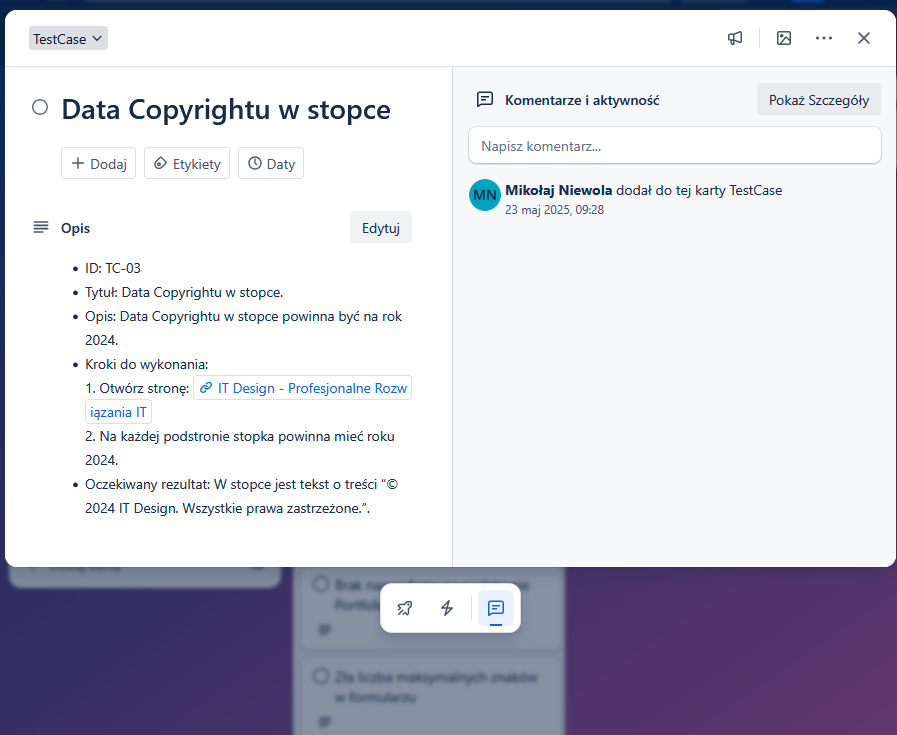 TestCase
Data Copyrightu w stopce
Dodaj
Etykiety
Daty
Opis
Edytuj
• ID: TC-03
• Tytuł: Data Copyrightu w stopce.
• Opis: Data Copyrightu w stopce powinna być na rok
2024.
• Kroki do wykonania:
1. Otwórz stronę: IT Design - Profesjonalne Rozw
iązania IT
2. Na każdej podstronie stopka powinna mieć roku
2024.
• Oczekiwany rezultat: W stopce jest tekst o treści “©
2024 IT Design. Wszystkie prawa zastrzeżone.”.
Komentarze i aktywność
Pokaż Szczegóły
Napisz komentarz...
MN
Mikołaj Niewola dodał do tej karty TestCase
23 maj 2025, 09:28
Brak
Zła liczba maksymalnych znaków
w formularzu